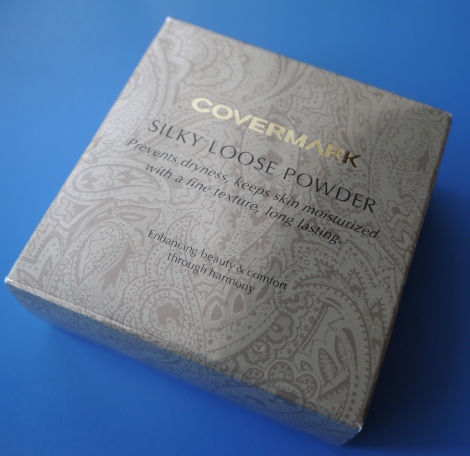 COVERMARK
SILKY LOOSE POWDER
Prevents dryness, keeps skin moisturized
with a fine texture, long lasting.
Enhancing beauty & comfort
through harmony